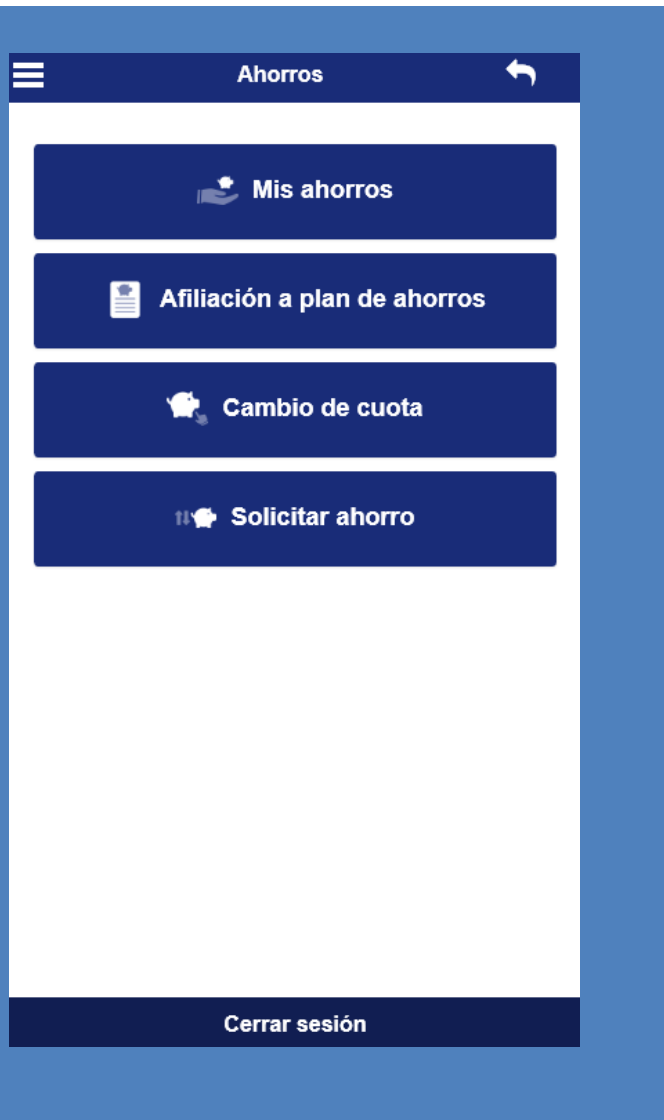 Ahorros
Mis ahorros
Afiliación a plan de ahorros
Cambio de cuota
Solicitar ahorro
Cerrar sesión